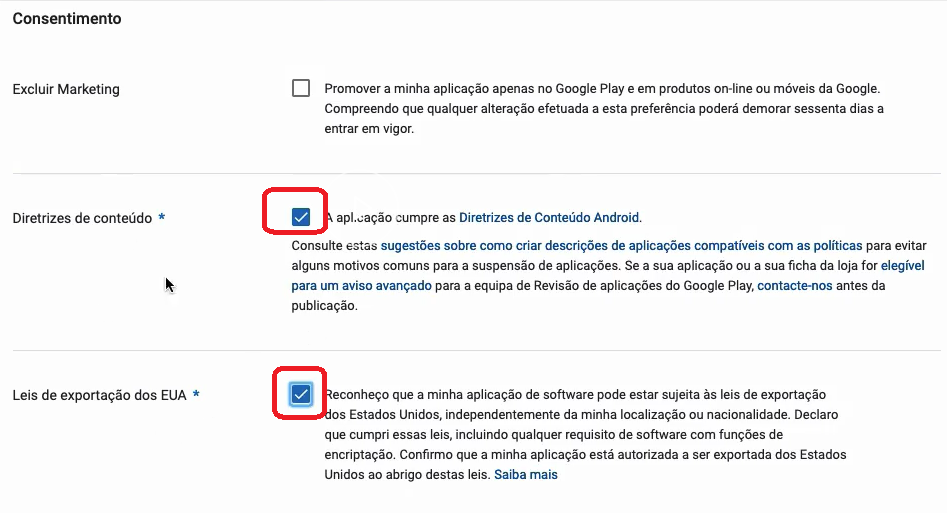 Consentimento
Excluir Marketing
Promover a minha aplicação apenas no Google Play e em produtos on-line ou móveis da Google.
Compreendo que qualquer alteração efetuada a esta preferência poderá demorar sessenta dias a
entrar em vigor.
Diretrizes de conteúdo *
A aplicação cumpre as Diretrizes de Conteúdo Android.
Consulte estas sugestões sobre como criar descrições de aplicações compatíveis com as políticas para evitar
alguns motivos comuns para a suspensão de aplicações. Se a sua aplicação ou a sua ficha da loja for elegível
para um aviso avançado para a equipa de Revisão de aplicações do Google Play, contacte-nos antes da
publicação.
Leis de exportação dos EUA *
Reconheço que a minha aplicação de software pode estar sujeita às leis de exportação
dos Estados Unidos, independentemente da minha localização ou nacionalidade. Declaro
que cumpri essas leis, incluindo qualquer requisito de software com funções de
encriptação. Confirmo que a minha aplicação está autorizada a ser exportada dos Estados
Unidos ao abrigo destas leis. Saiba mais